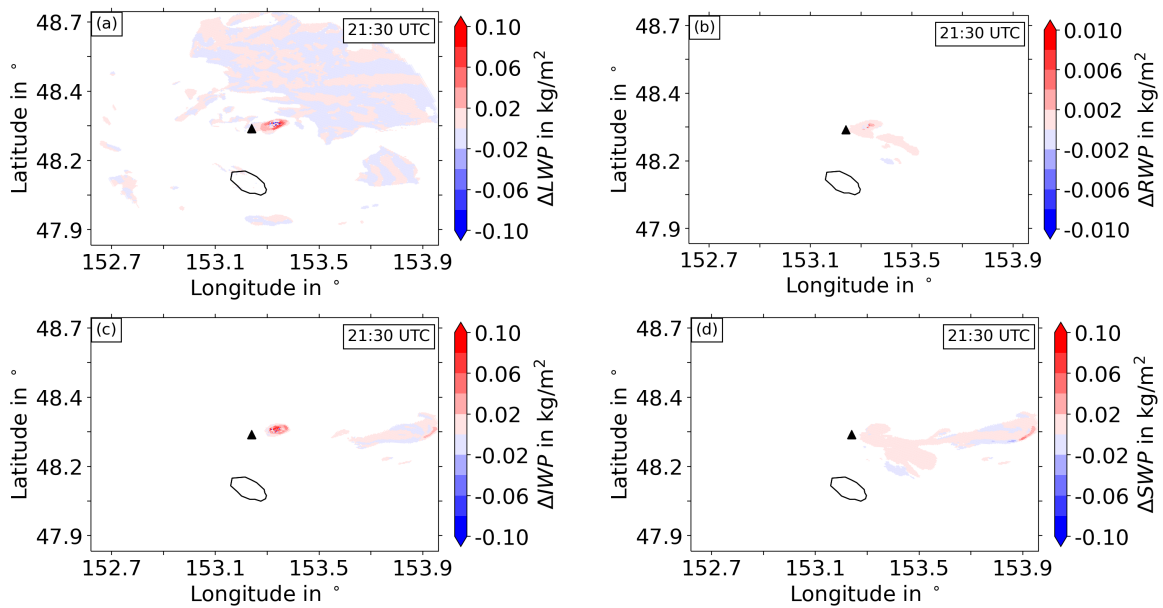 (a)
21:30 UTC
48.7
48.4
48.2
47.9
Latitude in °
152.7 153.1 153.5 153.9
Longitude in °
0.10
0.06
0.02
-0.02
-0.06
-0.10
ΔLWP in kg/m²
(b)
21:30 UTC
48.7
48.4
48.2
47.9
Latitude in °
152.7 153.1 153.5 153.9
Longitude in °
0.010
0.006
0.002
-0.002
-0.006
-0.010
ΔRWP in kg/m²
(c)
21:30 UTC
48.7
48.4
48.2
47.9
Latitude in °
152.7 153.1 153.5 153.9
Longitude in °
0.10
0.06
0.02
-0.02
-0.06
-0.10
ΔIWP in kg/m²
(d)
21:30 UTC
48.7
48.4
48.2
47.9
Latitude in °
152.7 153.1 153.5 153.9
Longitude in °
0.10
0.06
0.02
-0.02
-0.06
-0.10
ΔSWP in kg/m²